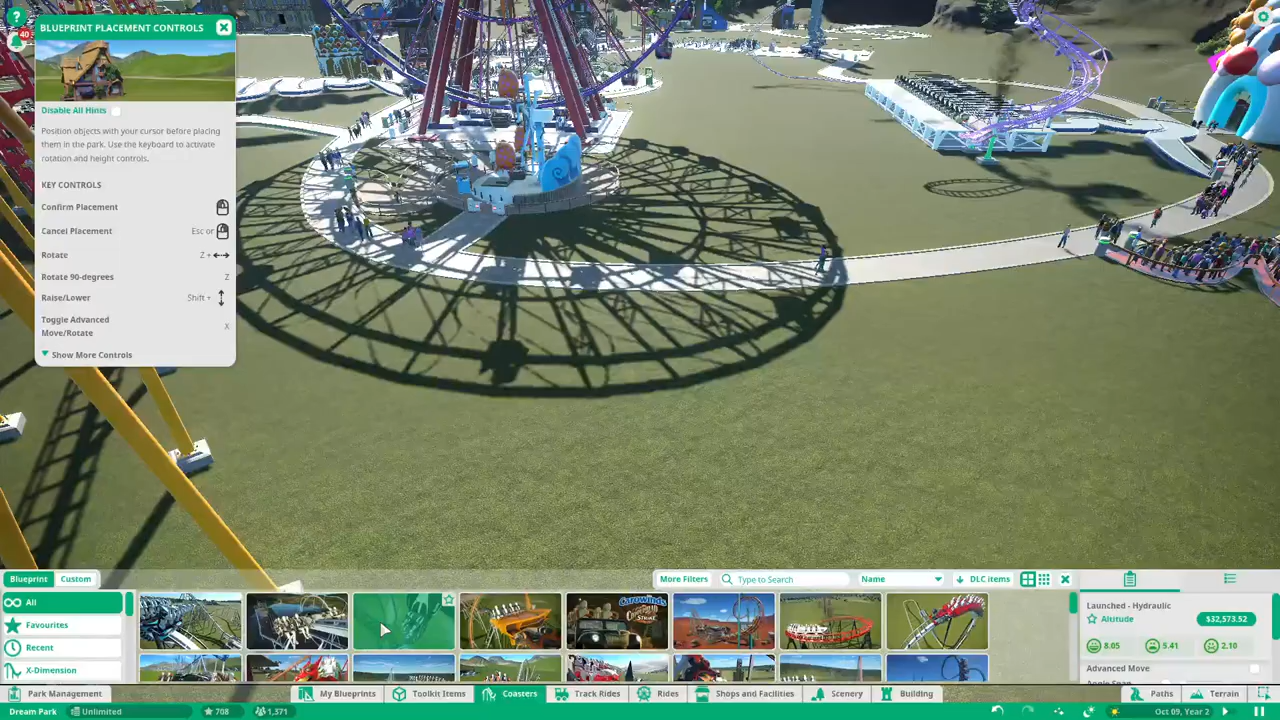 ?
40
BLUEPRINT PLACEMENT CONTROLS
Disable All Hints
Position objects with your cursor before placing
them in the park. Use the keyboard to activate
rotation and height controls.
KEY CONTROLS
Confirm Placement
Cancel Placement Esc or
Rotate Z +
Rotate 90-degrees Z
Raise/Lower Shift +
Toggle Advanced
Move/Rotate X
Show More Controls
Blueprint Custom More Filters Type to Search Name DLC items
All
Favourites
Recent
X-Dimension
Carowinds
Launched - Hydraulic
Altitude $32,573.52
8.05 5.41 2.10
Advanced Move
Park Management My Blueprints Toolkit Items Coasters Track Rides Rides Shops and Facilities Scenery Building Paths Terrain
Dream Park Unlimited 708 1,371 Oct 09, Year 2